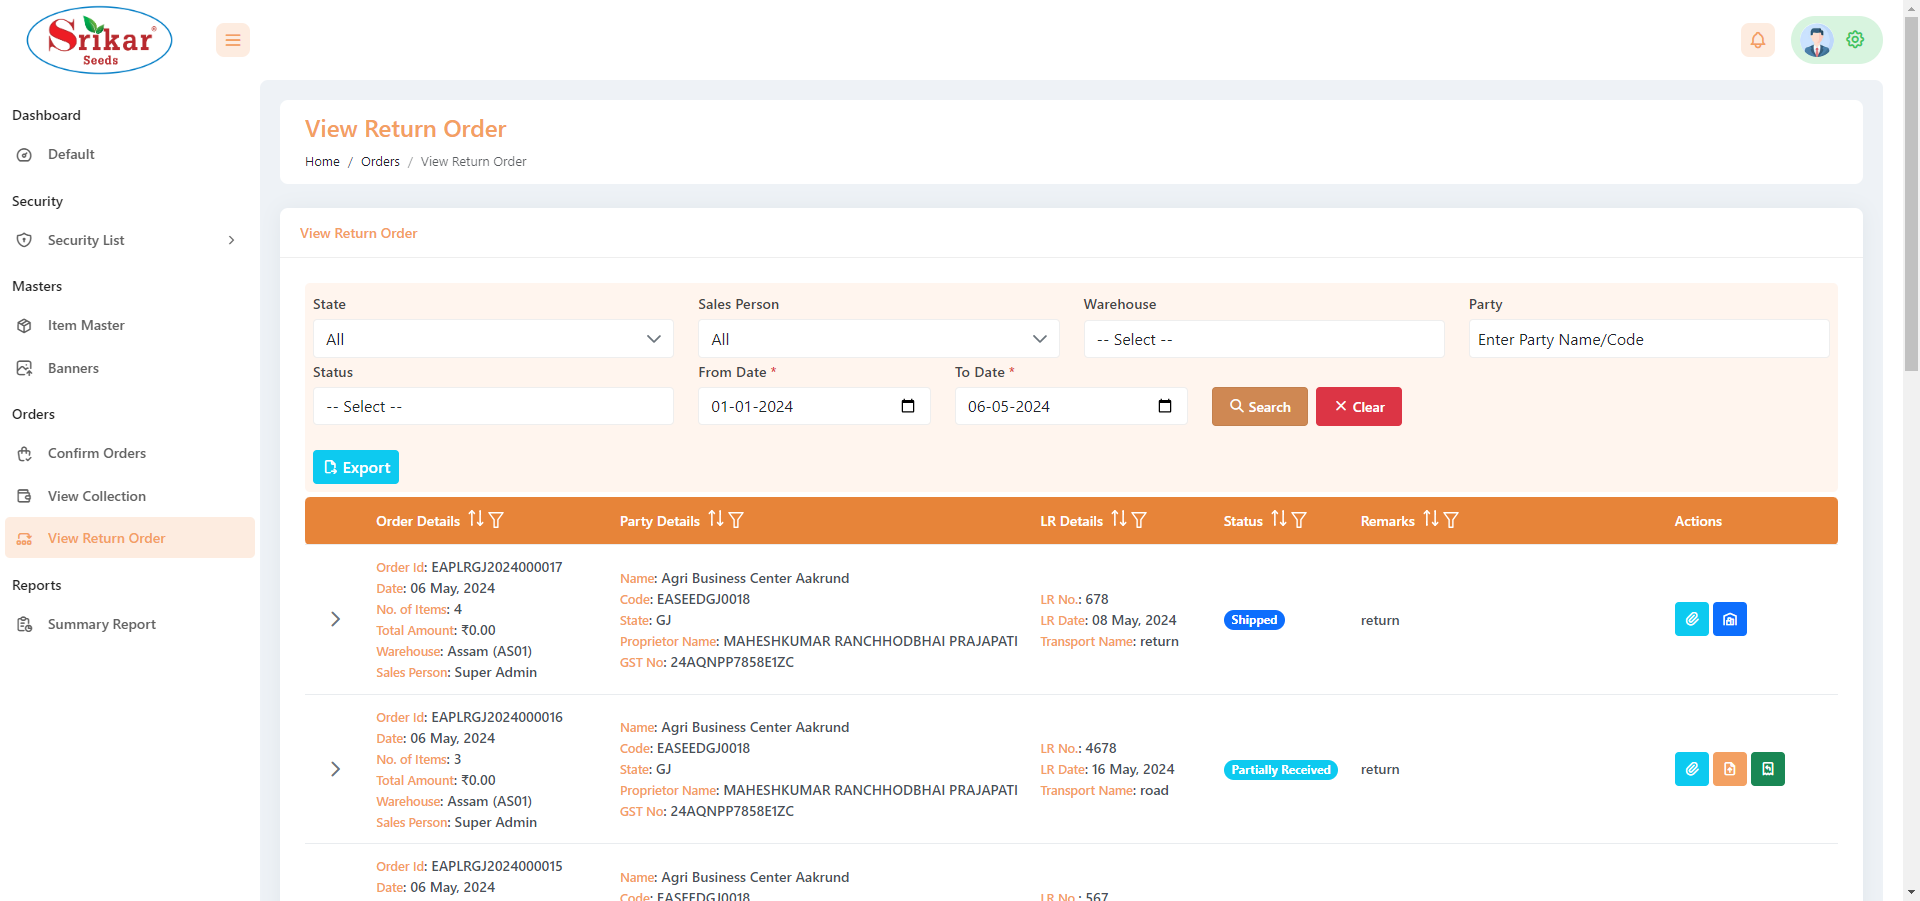 Srikar®
Seeds
Dashboard
Default
Security
Security List
Masters
Item Master
Banners
Orders
Confirm Orders
View Collection
View Return Order
Reports
Summary Report
View Return Order
Home / Orders / View Return Order
View Return Order
State
All
Sales Person
All
Warehouse
-- Select --
Party
Enter Party Name/Code
Status
-- Select --
From Date *
01-01-2024
To Date *
06-05-2024
Search
Clear
Export
Order Details Party Details LR Details Status Remarks Actions
Order Id: EAPLRGJ2024000017
Date: 06 May, 2024
No. of Items: 4
Total Amount: ₹0.00
Warehouse: Assam (AS01)
Sales Person: Super Admin
Name: Agri Business Center Aakrund
Code: EASEEDGJ0018
State: GJ
Proprietor Name: MAHESHKUMAR RANCHHODBHAI PRAJAPATI
GST No: 24AQNPP7858E1ZC
LR No.: 678
LR Date: 08 May, 2024
Transport Name: return
Shipped
return
Order Id: EAPLRGJ2024000016
Date: 06 May, 2024
No. of Items: 3
Total Amount: ₹0.00
Warehouse: Assam (AS01)
Sales Person: Super Admin
Name: Agri Business Center Aakrund
Code: EASEEDGJ0018
State: GJ
Proprietor Name: MAHESHKUMAR RANCHHODBHAI PRAJAPATI
GST No: 24AQNPP7858E1ZC
LR No.: 4678
LR Date: 16 May, 2024
Transport Name: road
Partially Received
return
Order Id: EAPLRGJ2024000015
Date: 06 May, 2024
Name: Agri Business Center Aakrund
Code: EASEEDGJ0018
LR No.: 567